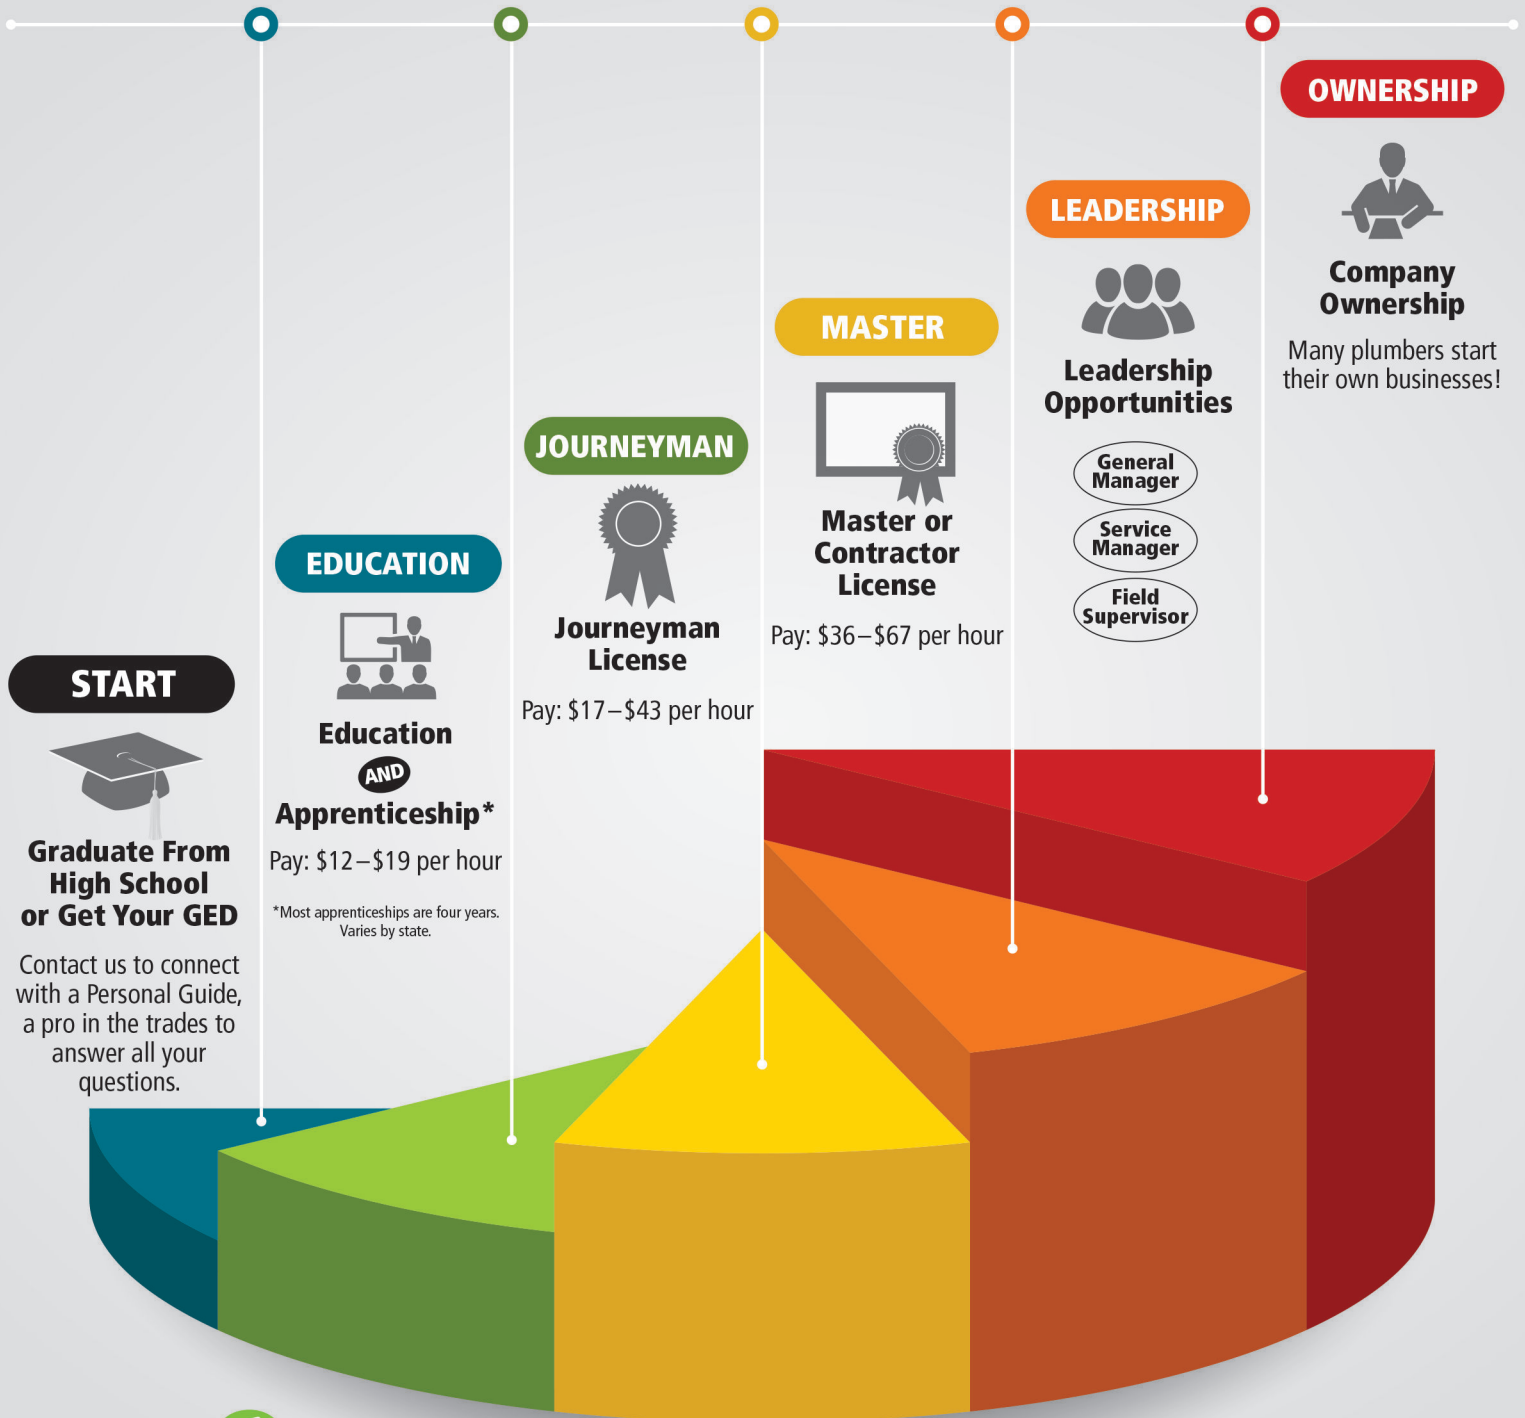 START
Graduate From
High School
or Get Your GED
Contact us to connect
with a Personal Guide,
a pro in the trades to
answer all your
questions.
EDUCATION
Education
AND
Apprenticeship*
Pay: $12–$19 per hour
*Most apprenticeships are four years.
Varies by state.
JOURNEYMAN
Journeyman
License
Pay: $17–$43 per hour
MASTER
Master or
Contractor
License
Pay: $36–$67 per hour
LEADERSHIP
Leadership
Opportunities
General
Manager
Service
Manager
Field
Supervisor
OWNERSHIP
Company
Ownership
Many plumbers start
their own businesses!